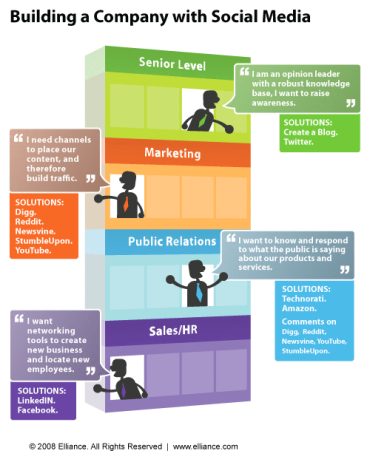 Building a Company with Social Media
Senior Level
“ I am an opinion leader
with a robust knowledge
base, I want to raise
awareness. ”
SOLUTIONS:
Create a Blog.
Twitter.
Marketing
“ I need channels
to place our
content, and
therefore
build traffic. ”
SOLUTIONS:
Digg.
Reddit.
Newsvine.
StumbleUpon.
YouTube.
Public Relations
“ I want to know and respond
to what the public is saying
about our products and
services. ”
SOLUTIONS:
Technorati.
Amazon.
Comments on
Digg, Reddit,
Newsvine, YouTube,
StumbleUpon.
Sales/HR
“ I want
networking
tools to create
new business
and locate new
employees. ”
SOLUTIONS:
LinkedIN.
Facebook.
© 2008 Elliance. All Rights Reserved | www.elliance.com